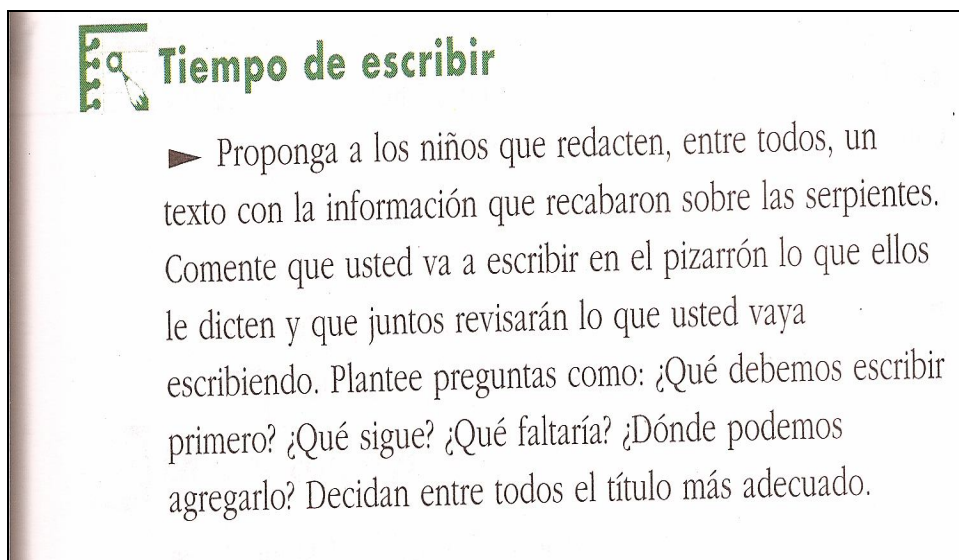 Tiempo de escribir
► Proponga a los niños que redacten, entre todos, un
texto con la información que recabaron sobre las serpientes.
Comente que usted va a escribir en el pizarrón lo que ellos
le dicten y que juntos revisarán lo que usted vaya
escribiendo. Plantee preguntas como: ¿Qué debemos escribir
primero? ¿Qué sigue? ¿Qué faltaría? ¿Dónde podemos
agregarlo? Decidan entre todos el título más adecuado.